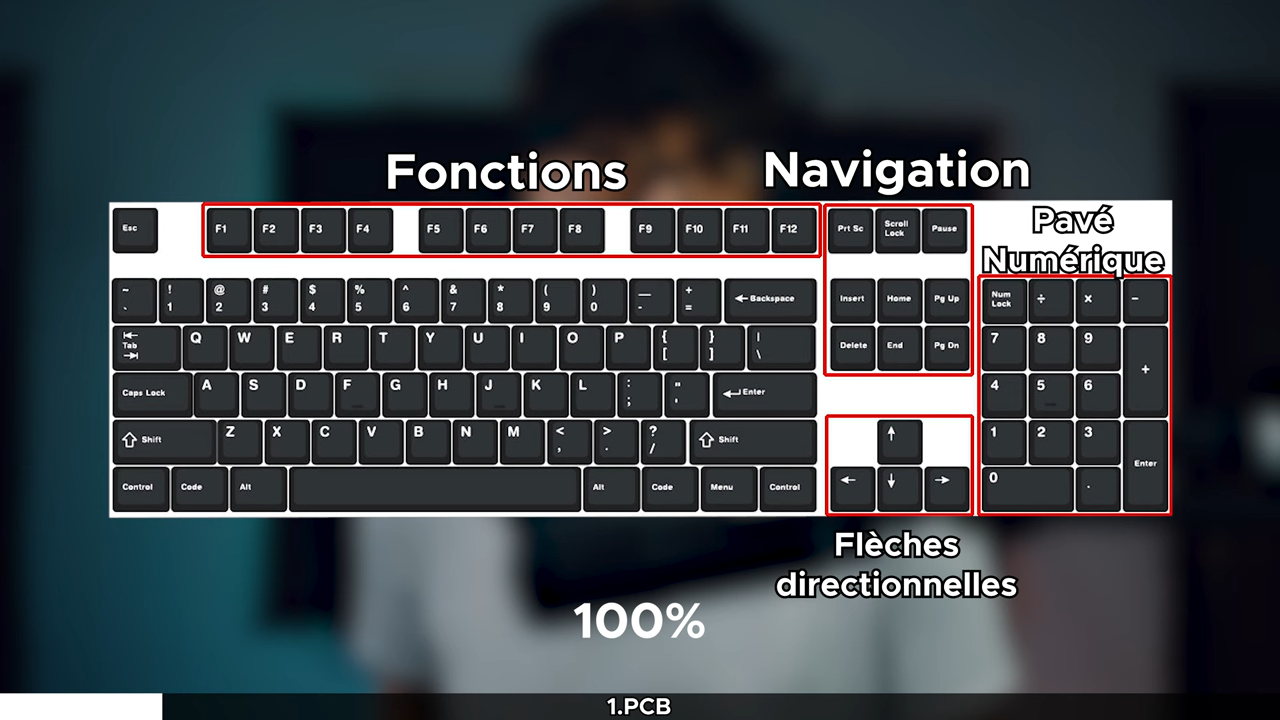 Fonctions
Navigation
Pavé
Numérique
Esc F1 F2 F3 F4 F5 F6 F7 F8 F9 F10 F11 F12 Prt Sc Scroll Lock Pause
~ ` ! 1 @ 2 # 3 $ 4 % 5 ^ 6 & 7 * 8 ( 9 ) 0 — - + = ← Backspace Insert Home Pg Up Num Lock ÷ x −
Tab Q W E R T Y U I O P { [ } ] | \ Delete End Pg Dn 7 8 9 +
Caps Lock A S D F G H J K L : ; " ' Enter 4 5 6
Shift Z X C V B N M < , > . ? / Shift ↑ 1 2 3 Enter
Control Code Alt Alt Code Menu Control ← ↓ → 0 .
Flèches
directionnelles
100%
1.PCB